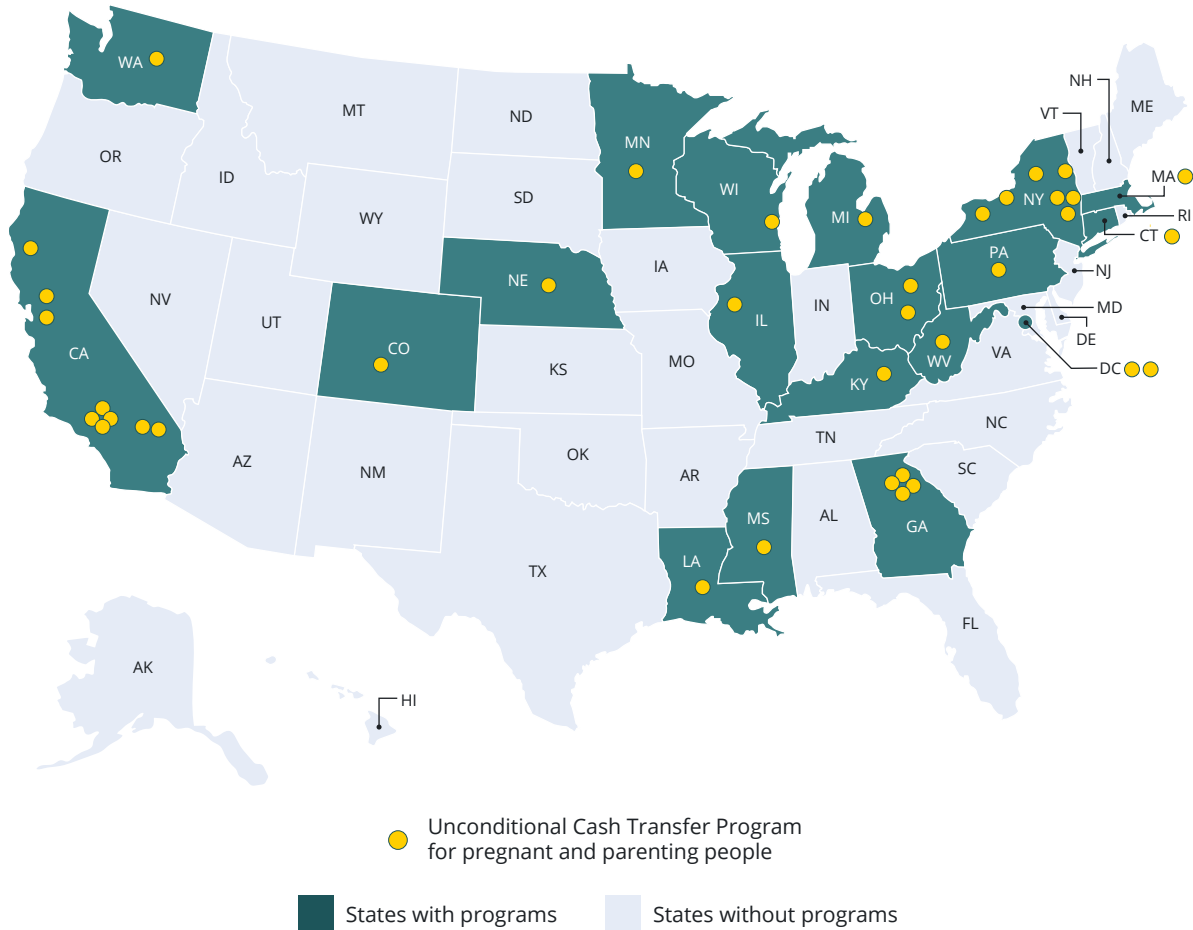 WA
MT
ND
MN
OR
ID
SD
WI
MI
WY
NY
NH
VT
ME
MA
RI
CT
NJ
PA
MD
DE
DC
NE
IA
IL
IN
OH
NV
UT
CA
CO
KS
MO
KY
WV
VA
AZ
NM
OK
AR
TN
NC
SC
MS
AL
GA
LA
TX
FL
AK
HI
Unconditional Cash Transfer Program
for pregnant and parenting people
States with programs
States without programs